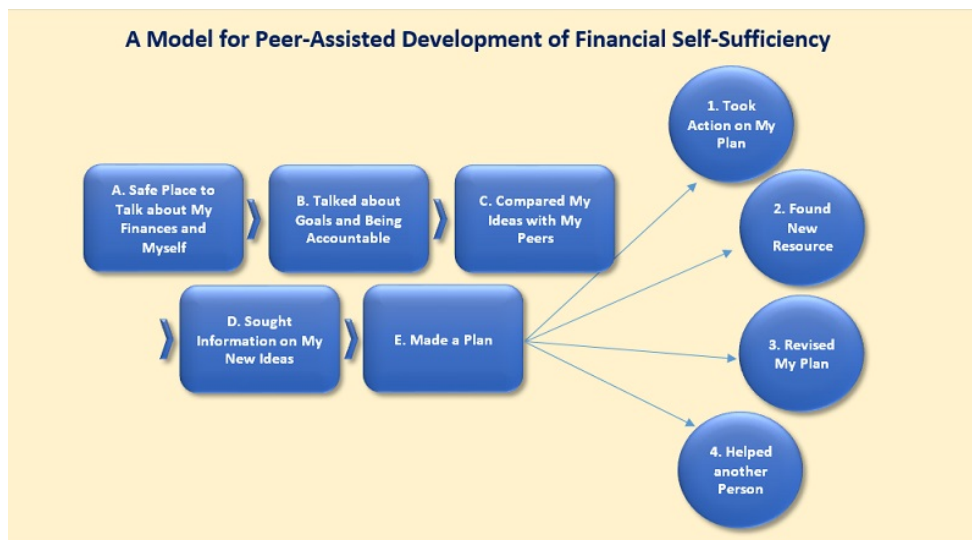 A Model for Peer-Assisted Development of Financial Self-Sufficiency
A. Safe Place to
Talk about My
Finances and
Myself
B. Talked about
Goals and Being
Accountable
C. Compared My
Ideas with My
Peers
D. Sought
Information on My
New Ideas
E. Made a Plan
1. Took
Action on My
Plan
2. Found
New
Resource
3. Revised
My Plan
4. Helped
another
Person